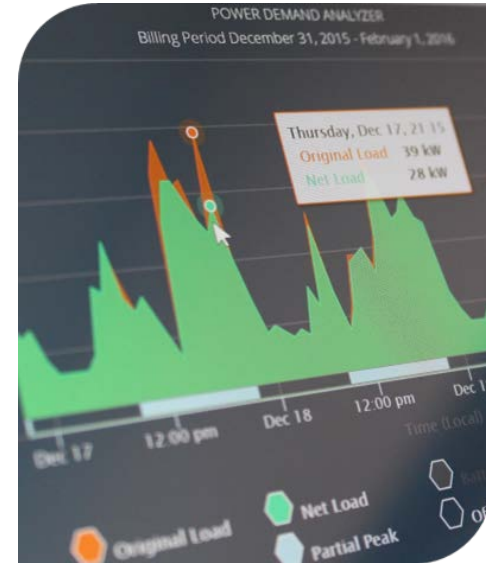 POWER DEMAND ANALYZER
Billing Period December 31, 2015 - February 1, 2016
Thursday, Dec 17, 21:15
Original Load 39 kW
Net Load 28 kW
Dec 17
12:00 pm
Dec 18
12:00 pm
Dec
Time (Local)
Original Load
Net Load
Partial Peak